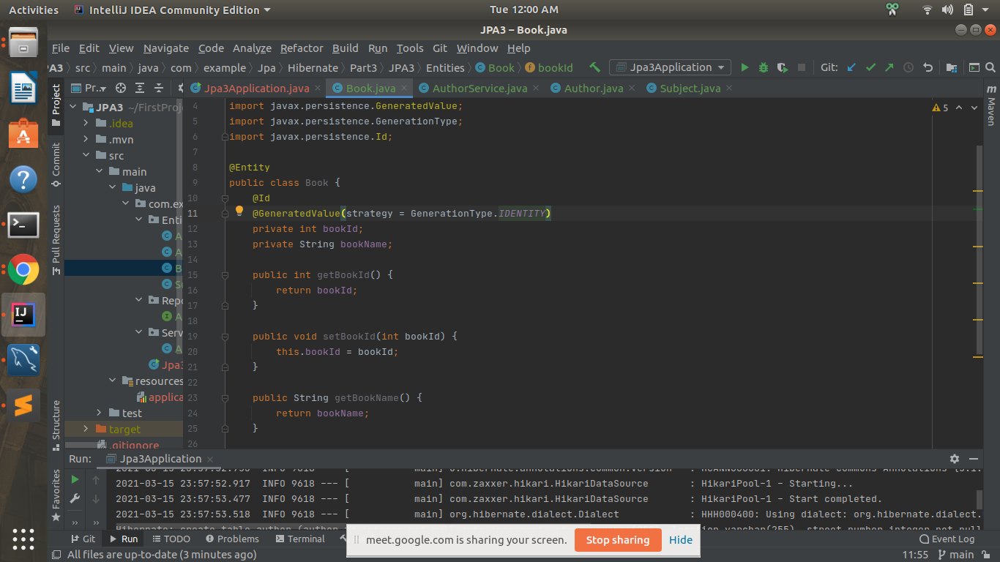 Activities IntelliJ IDEA Community Edition Tue 12:00 AM
JPA3 – Book.java
File Edit View Navigate Code Analyze Refactor Build Run Tools Git Window Help
PA3 src main java com example Jpa Hibernate Part3 JPA3 Entities Book bookId Jpa3Application Git:
Project Pr... Jpa3Application.java Book.java AuthorService.java Author.java Subject.java Maven
JPA3 ~/FirstProj
.idea
.mvn
src
main
java
com.ex
Enti
A
A
B
Su
Repo
A
Serv
A
Jpa3
resources
applica
test
target
.gitignore
Commit
Pull Requests
Structure
Favorites
5
4 import javax.persistence.GeneratedValue;
5 import javax.persistence.GenerationType;
6 import javax.persistence.Id;
7
8 @Entity
9 public class Book {
10 @Id
11 @GeneratedValue(strategy = GenerationType.IDENTITY)
12 private int bookId;
13 private String bookName;
14
15 public int getBookId() {
16 return bookId;
17 }
18
19 public void setBookId(int bookId) {
20 this.bookId = bookId;
21 }
22
23 public String getBookName() {
24 return bookName;
25 }
26
Run: Jpa3Application
2021-03-15 23:57:52.917 INFO 9618 --- [ main] com.zaxxer.hikari.HikariDataSource : HikariPool-1 - Starting...
2021-03-15 23:57:53.477 INFO 9618 --- [ main] com.zaxxer.hikari.HikariDataSource : HikariPool-1 - Start completed.
2021-03-15 23:57:53.518 INFO 9618 --- [ main] org.hibernate.dialect.Dialect : HHH000400: Using dialect: org.hibernate.dialect.
Hibernate: create table author (author
meet.google.com is sharing your screen. Stop sharing Hide
Git Run TODO Problems Terminal Event Log
All files are up-to-date (3 minutes ago) 11:55 main